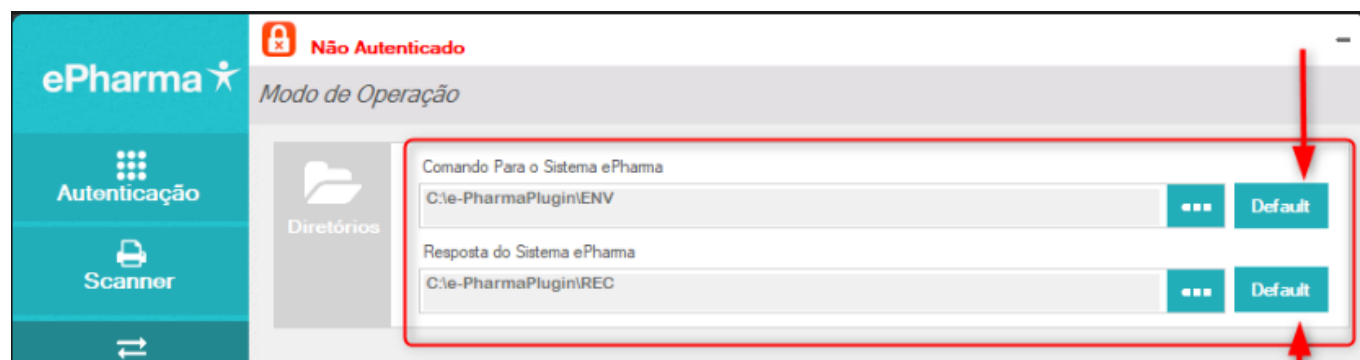 Não Autenticado
ePharma
Modo de Operação
Autenticação
Diretórios
Comando Para o Sistema ePharma
C:\e-PharmaPlugin\ENV
Default
Scanner
Resposta do Sistema ePharma
C:\e-PharmaPlugin\REC
Default